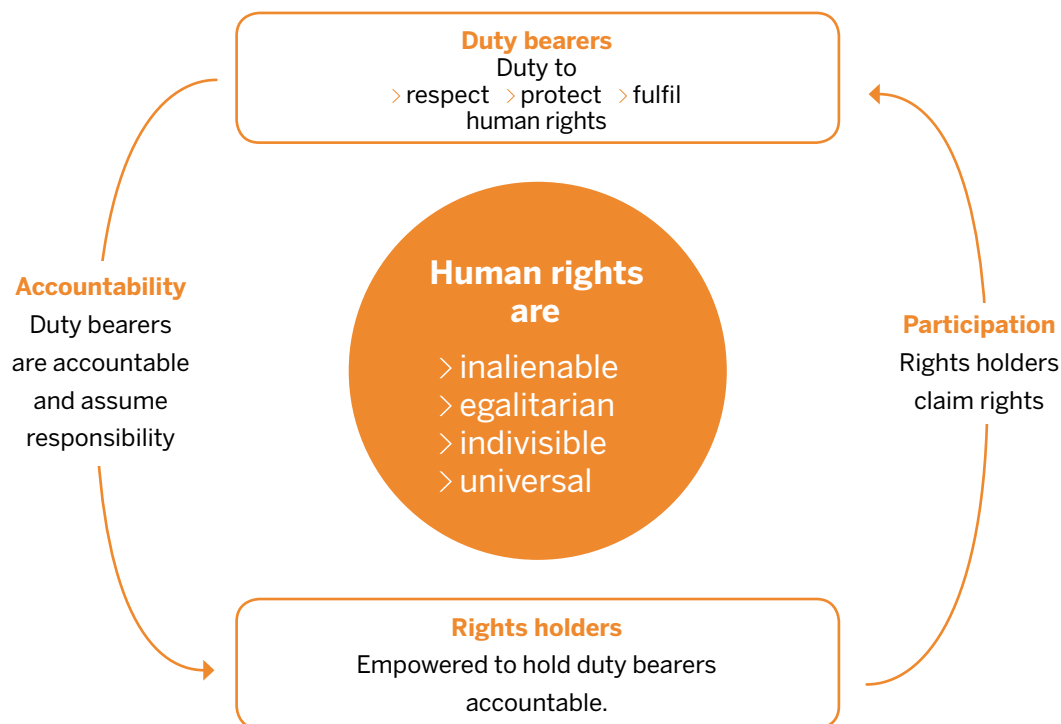 Duty bearers
Duty to
> respect > protect > fulfil
human rights
Accountability
Duty bearers
are accountable
and assume
responsibility
Human rights
are
> inalienable
> egalitarian
> indivisible
> universal
Participation
Rights holders
claim rights
Rights holders
Empowered to hold duty bearers
accountable.